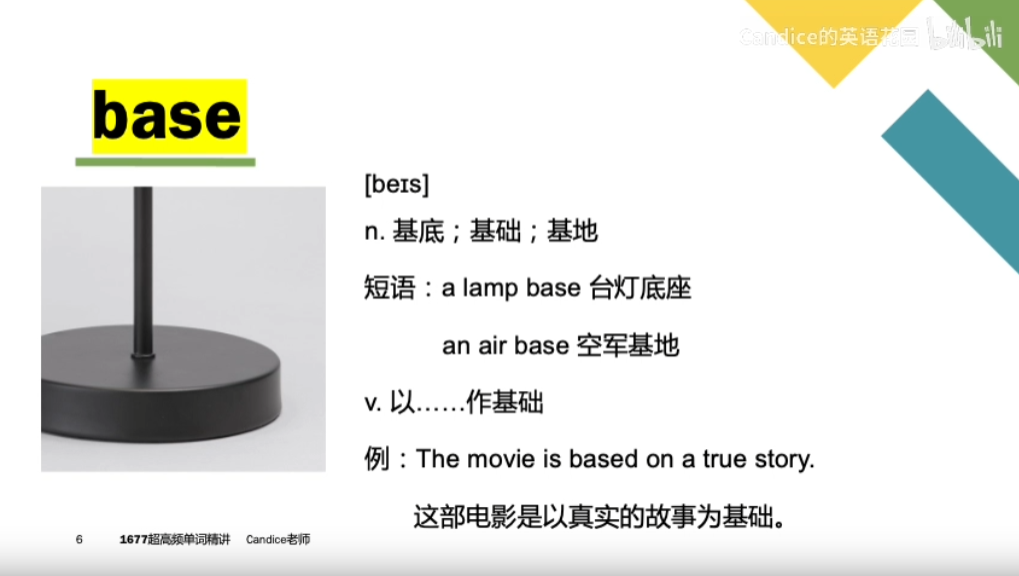 Candice的英语花豆 bilibili
base
[beɪs]
n. 基底；基础；基地
短语：a lamp base 台灯底座
an air base 空军基地
v. 以……作基础
例：The movie is based on a true story.
这部电影是以真实的故事为基础。
6 1677超高频单词精讲 Candice老师